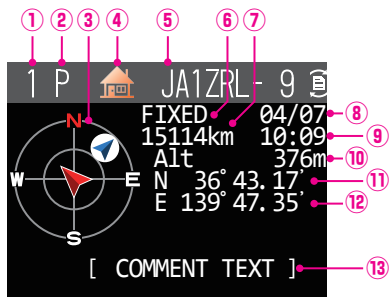 ① ② ③ ④ ⑤ ⑥ ⑦
1 P JA1ZRL- 9
FIXED 04/07 ⑧
15114km 10:09 ⑨
Alt 376m ⑩
N 36°43.17' ⑪
E 139°47.35' ⑫
N
W E
S
[ COMMENT TEXT ] ⑬